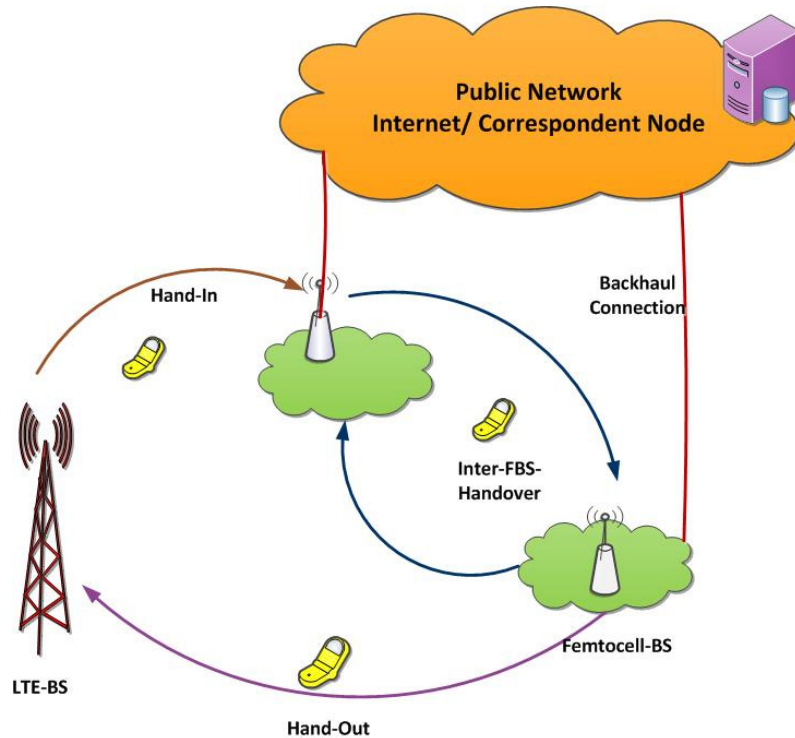 Public Network
Internet/ Correspondent Node
Backhaul
Connection
Hand-In
Inter-FBS-
Handover
Femtocell-BS
LTE-BS
Hand-Out